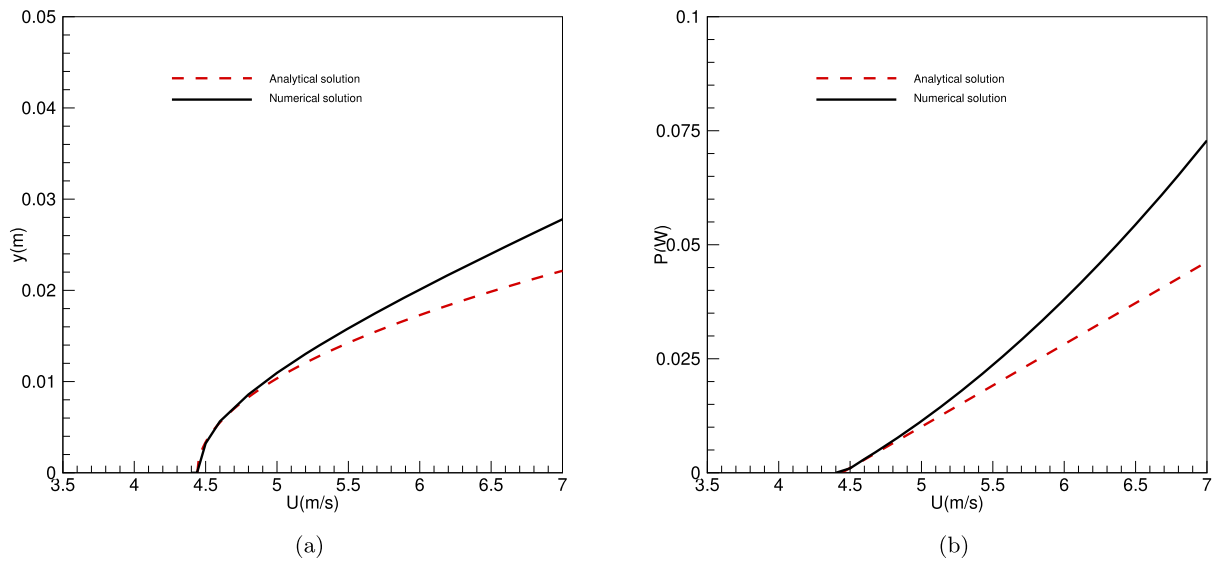 0.05
0.04
0.03
0.02
0.01
0
y(m)
Analytical solution
Numerical solution
3.5 4 4.5 5 5.5 6 6.5 7
U(m/s)
(a)
0.1
0.075
0.05
0.025
0
P(W)
Analytical solution
Numerical solution
3.5 4 4.5 5 5.5 6 6.5 7
U(m/s)
(b)